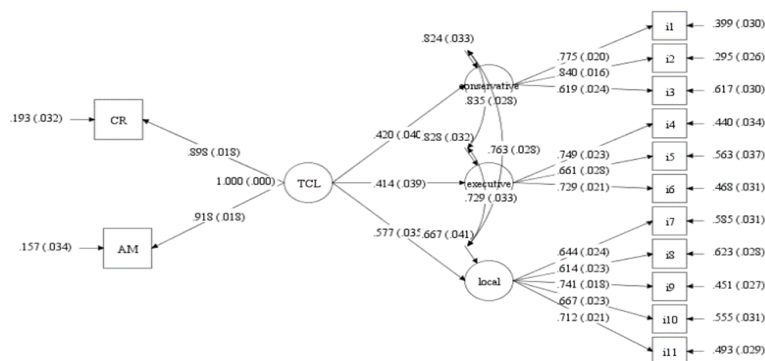 .824 (.033)
i1
.399 (.030)
.775 (.020)
i2
.295 (.026)
.840 (.016)
conservative
.619 (.024)
i3
.617 (.030)
.835 (.028)
.193 (.032)
CR
i4
.440 (.034)
.420 (.040
.828 (.032)
.763 (.028)
.749 (.023)
.898 (.018)
i5
.563 (.037)
.661 (.028)
1.000 (.000)
TCL
.414 (.039)
executive
.729 (.021)
i6
.468 (.031)
.729 (.033)
.918 (.018)
i7
.585 (.031)
.577 (.035
.667 (.041)
.157 (.034)
AM
.644 (.024)
i8
.623 (.028)
.614 (.023)
local
.741 (.018)
i9
.451 (.027)
.667 (.023)
i10
.555 (.031)
.712 (.021)
i11
.493 (.029)